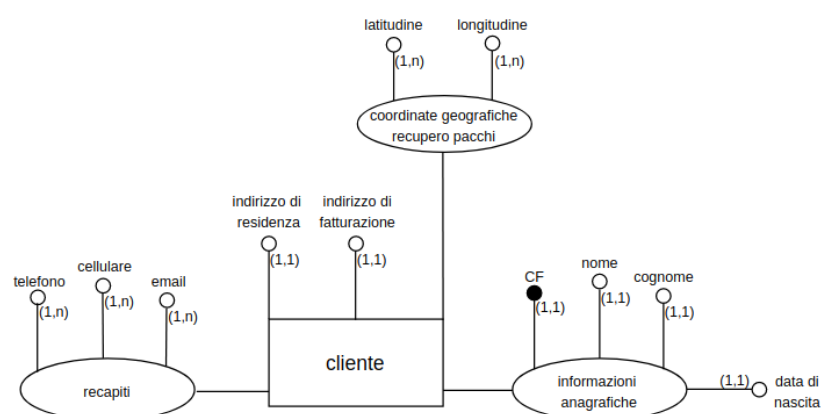 latitudine
longitudine
(1,n)
(1,n)
coordinate geografiche
recupero pacchi
indirizzo di
residenza
indirizzo di
fatturazione
(1,1)
(1,1)
telefono
cellulare
email
(1,n)
(1,n)
(1,n)
CF
nome
cognome
(1,1)
(1,1)
(1,1)
cliente
recapiti
informazioni
anagrafiche
(1,1)
data di
nascita